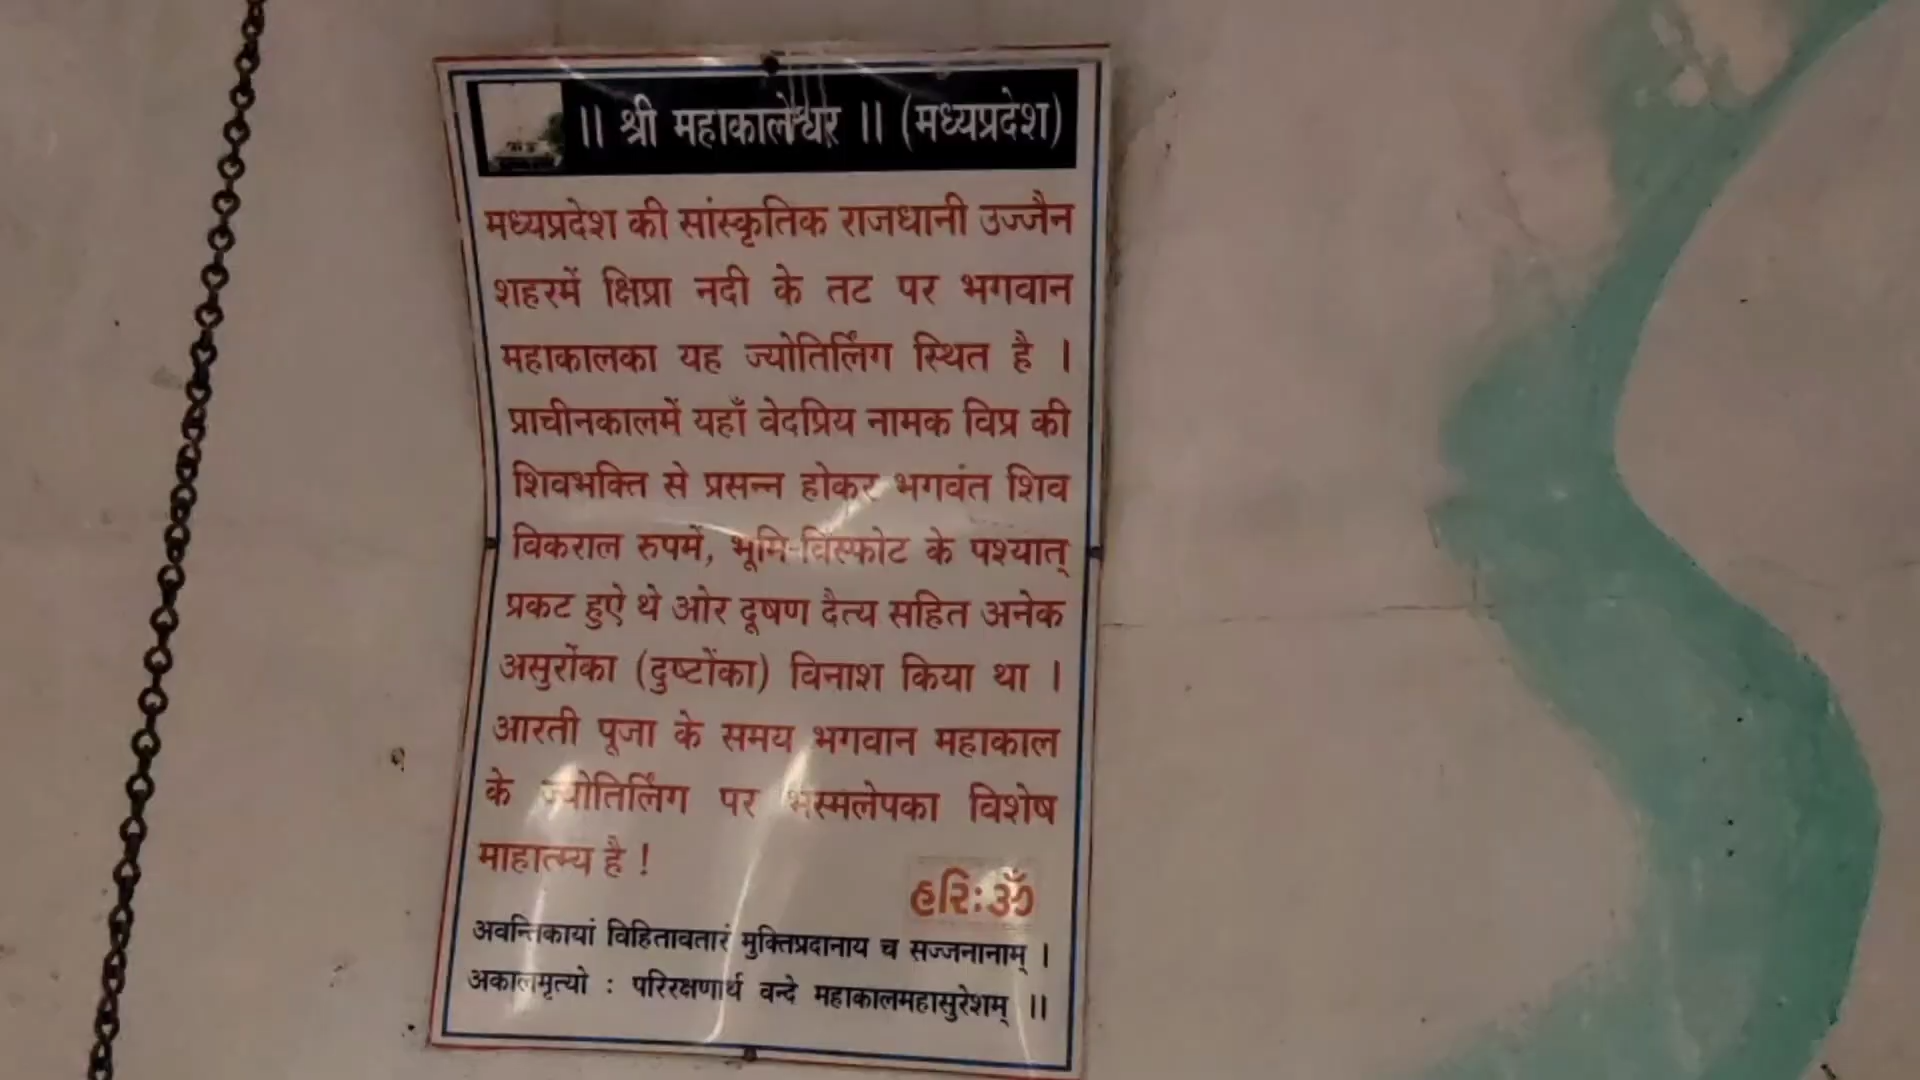 ।। श्री महाकालेश्वर ।। (मध्यप्रदेश)
मध्यप्रदेश की सांस्कृतिक राजधानी उज्जैन
शहरमें क्षिप्रा नदी के तट पर भगवान
महाकालका यह ज्योतिर्लिंग स्थित है ।
प्राचीनकालमें यहाँ वेदप्रिय नामक विप्र की
शिवभक्ति से प्रसन्न होकर भगवंत शिव
विकराल रुपमें, भूमि-विस्फोट के पश्यात्
प्रकट हुऐ थे ओर दूषण दैत्य सहित अनेक
असुरोंका (दुष्टोंका) विनाश किया था ।
आरती पूजा के समय भगवान महाकाल
के ज्योतिर्लिंग पर भस्मलेपका विशेष
माहात्म्य है !
હરિ:ૐ
अवन्तिकायां विहितावतारं मुक्तिप्रदानाय च सज्जनानाम् ।
अकालमृत्यो : परिरक्षणार्थ वन्दे महाकालमहासुरेशम् ।।